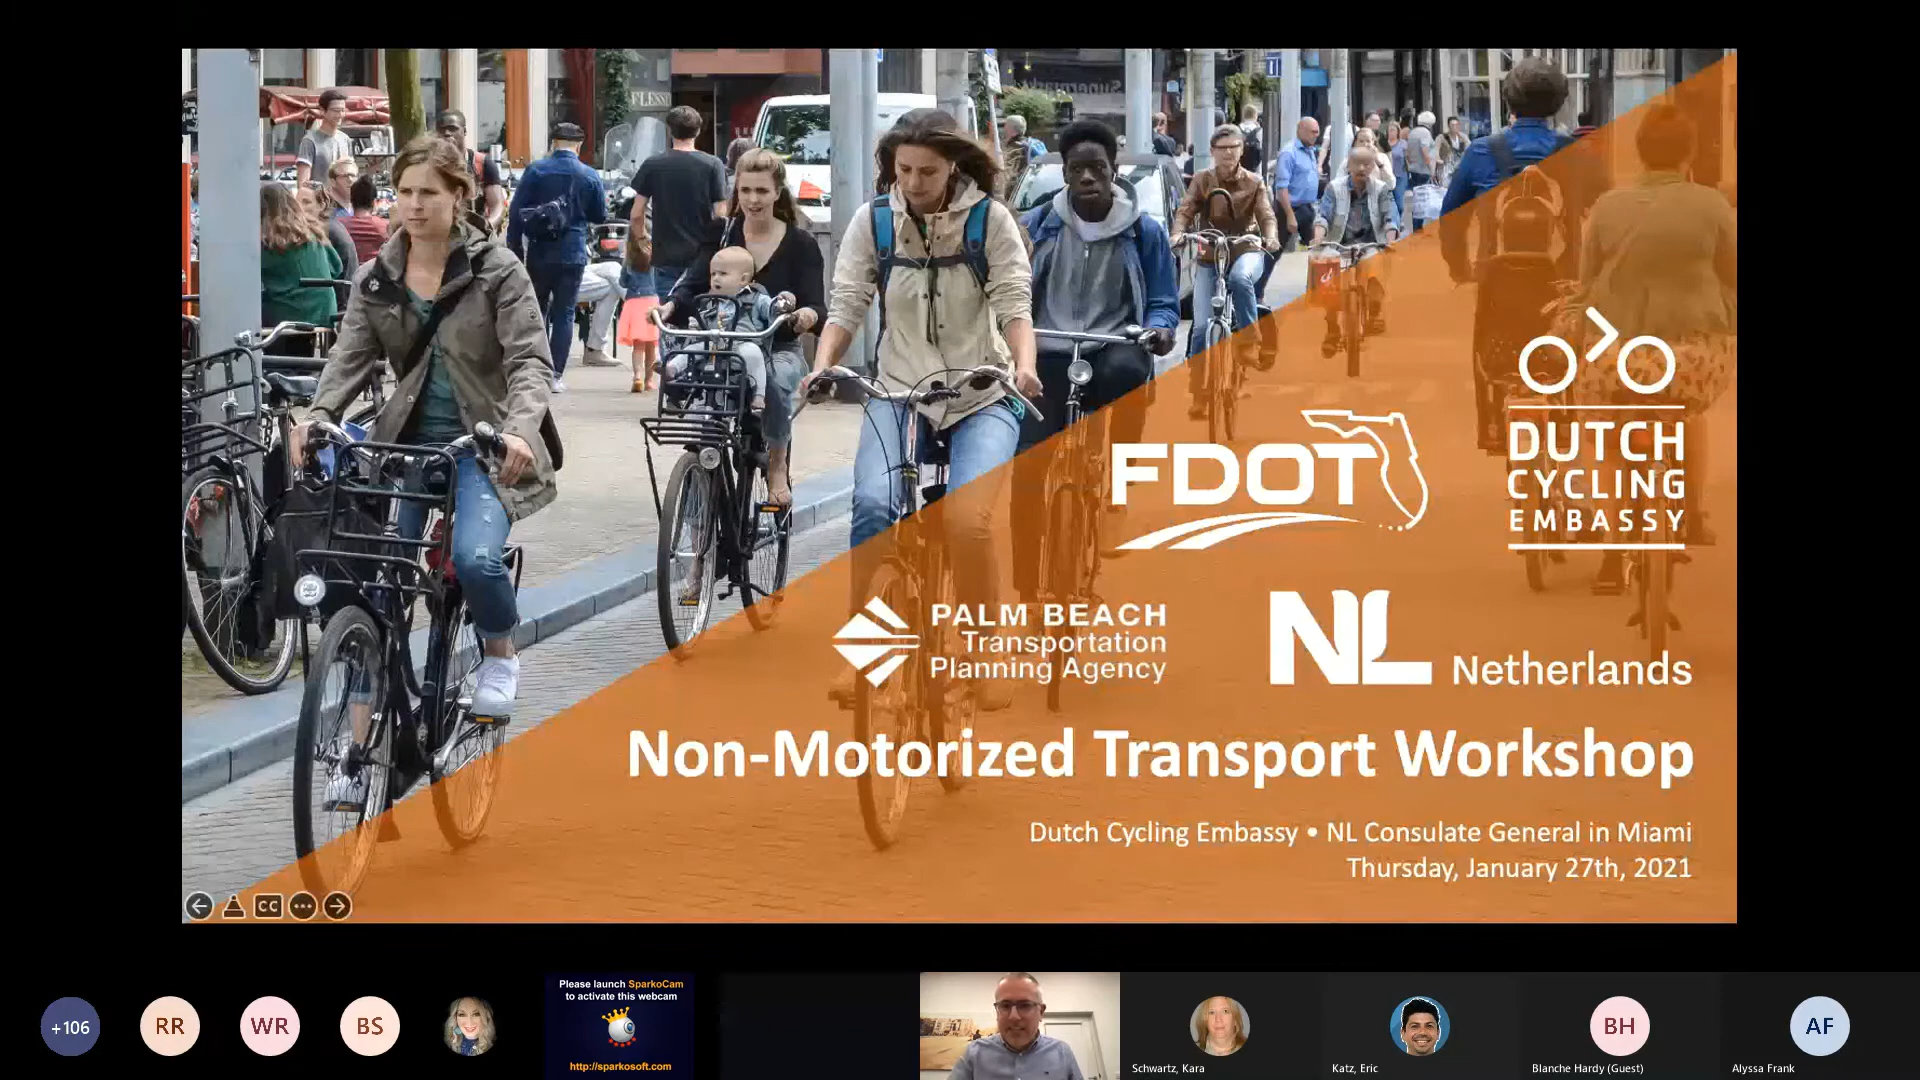 FLESS
FDOT
DUTCH
CYCLING
EMBASSY
PALM BEACH
Transportation
Planning Agency
NL Netherlands
Non-Motorized Transport Workshop
Dutch Cycling Embassy • NL Consulate General in Miami
Thursday, January 27th, 2021
CC
+106
RR
WR
BS
Please launch SparkoCam
to activate this webcam
http://sparkosoft.com
Schwartz, Kara
Katz, Eric
BH
Blanche Hardy (Guest)
AF
Alyssa Frank